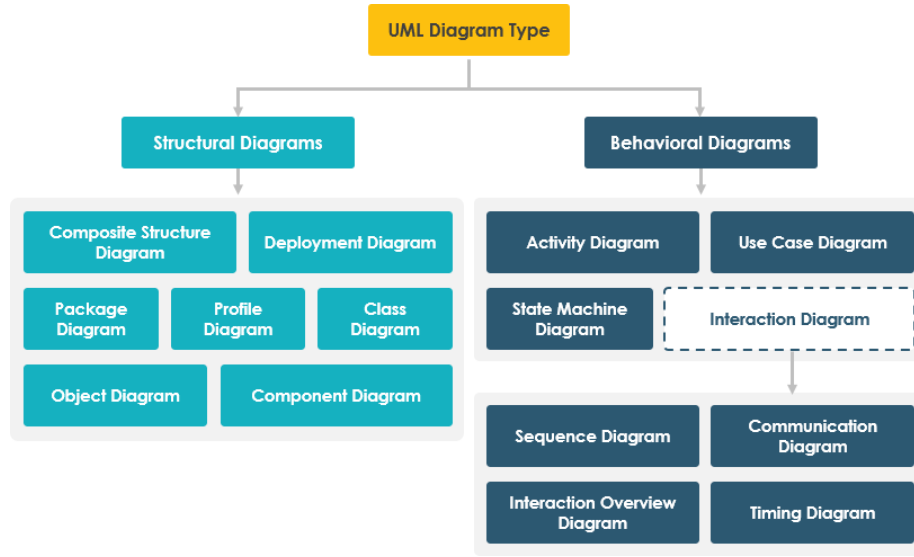 UML Diagram Type
Structural Diagrams
Behavioral Diagrams
Composite Structure
Diagram
Deployment Diagram
Package
Diagram
Profile
Diagram
Class
Diagram
Object Diagram
Component Diagram
Activity Diagram
Use Case Diagram
State Machine
Diagram
Interaction Diagram
Sequence Diagram
Communication
Diagram
Interaction Overview
Diagram
Timing Diagram